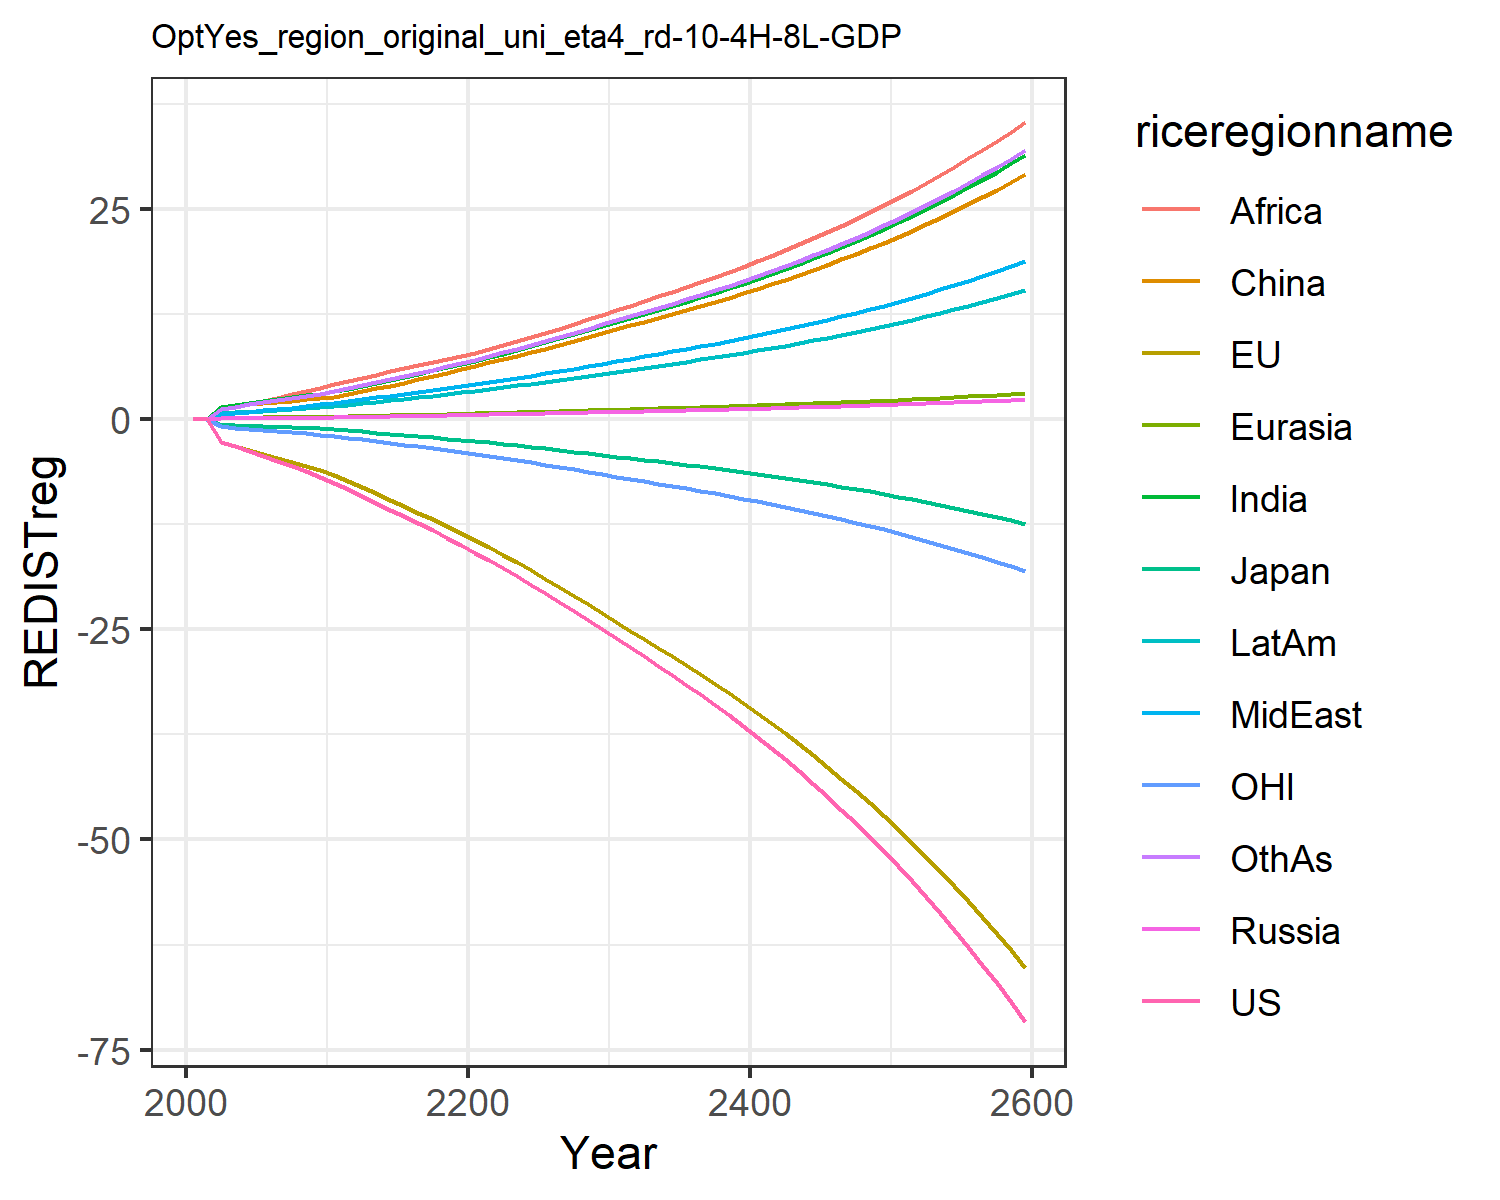 OptYes_region_original_uni_eta4_rd-10-4H-8L-GDP
REDISTreg
25
0
-25
-50
-75
2000
2200
2400
2600
Year
riceregionname
Africa
China
EU
Eurasia
India
Japan
LatAm
MidEast
OHI
OthAs
Russia
US